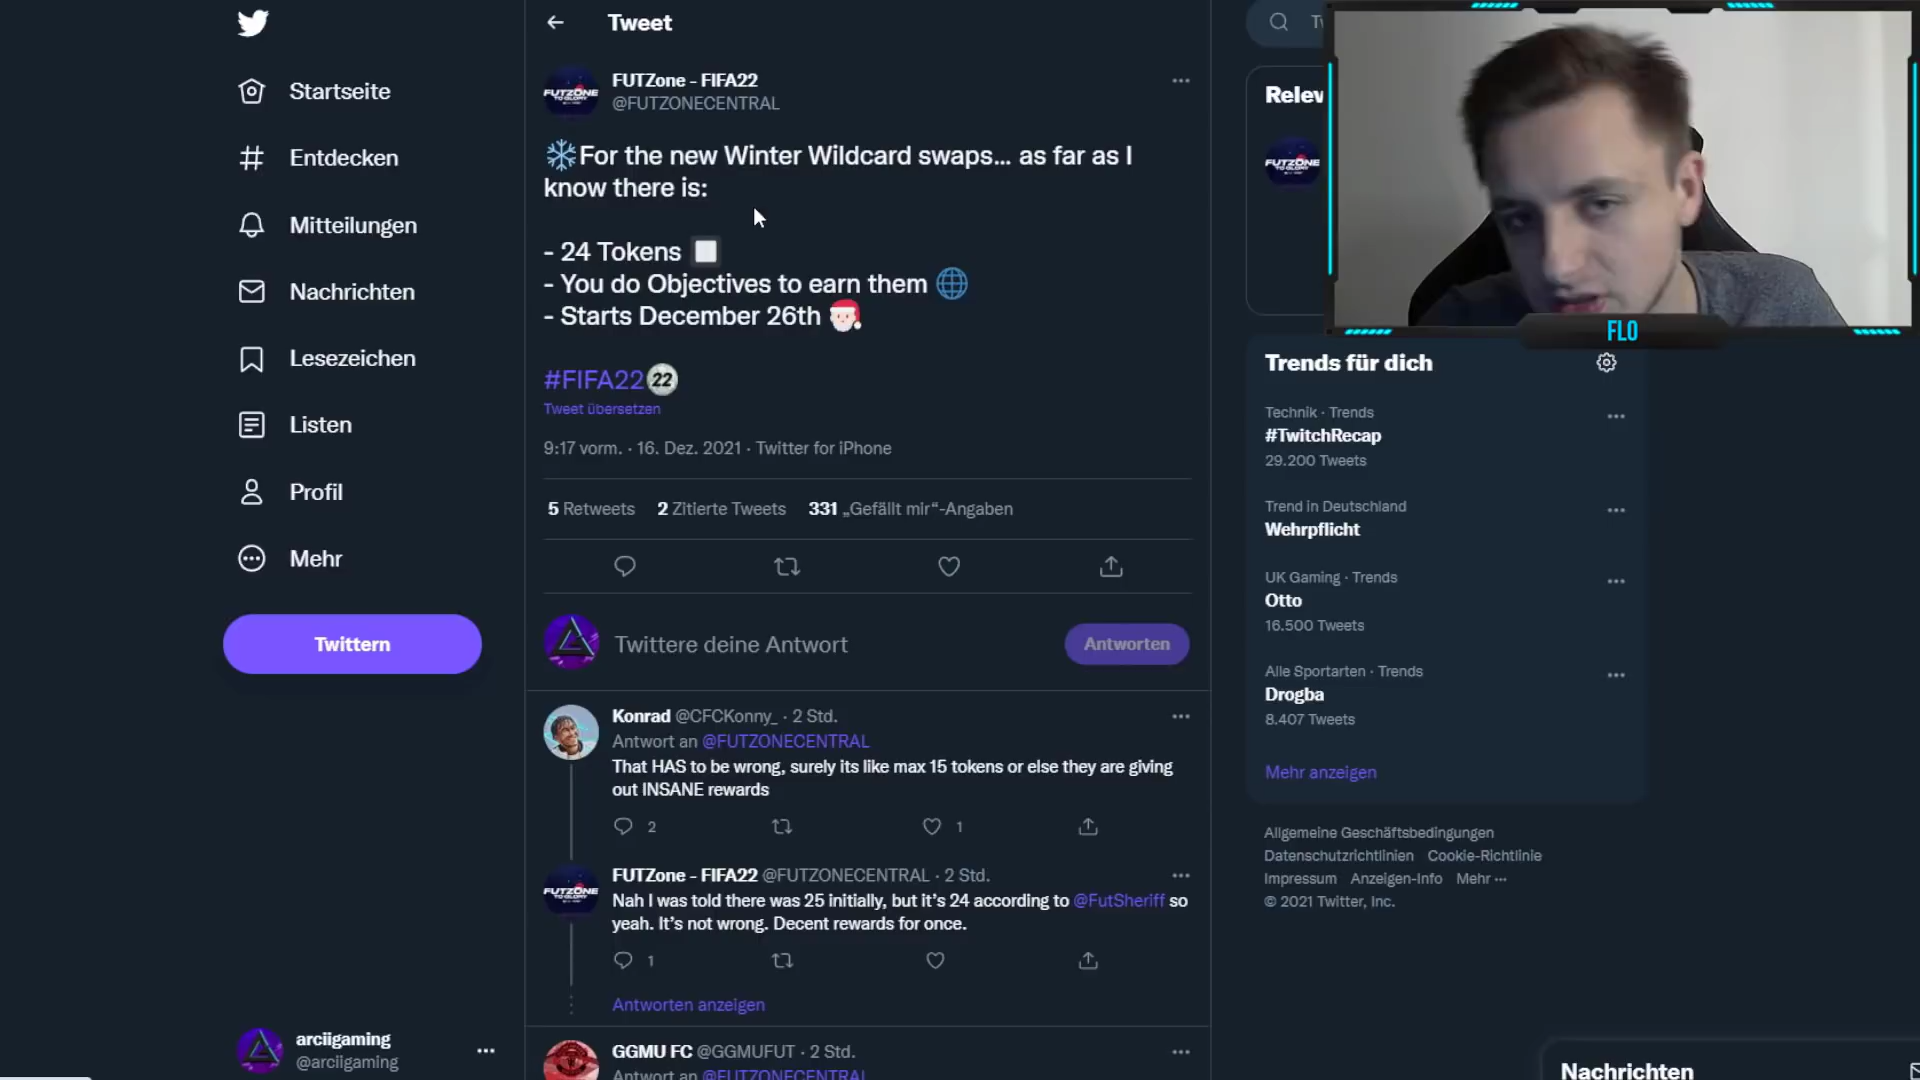 Startseite
Entdecken
Mitteilungen
Nachrichten
Lesezeichen
Listen
Profil
Mehr
Twittern
arciigaming
@arciigaming
Tweet
FUTZone - FIFA22
@FUTZONECENTRAL
❄️For the new Winter Wildcard swaps... as far as I
know there is:
- 24 Tokens
- You do Objectives to earn them 🌐
- Starts December 26th 🎅
#FIFA22 22
Tweet übersetzen
9:17 vorm. · 16. Dez. 2021 · Twitter for iPhone
5 Retweets 2 Zitierte Tweets 331 „Gefällt mir“-Angaben
Twittere deine Antwort
Antworten
Konrad @CFCKonny_ · 2 Std.
Antwort an @FUTZONECENTRAL
That HAS to be wrong, surely its like max 15 tokens or else they are giving
out INSANE rewards
2 1
FUTZone - FIFA22 @FUTZONECENTRAL · 2 Std.
Nah I was told there was 25 initially, but it’s 24 according to @FutSheriff so
yeah. It’s not wrong. Decent rewards for once.
1
Antworten anzeigen
GGMU FC @GGMUFUT · 2 Std.
Antwort an @FUTZONECENTRAL
FUTZONE
TO GLORY
Relev
FLO
Trends für dich
Technik · Trends
#TwitchRecap
29.200 Tweets
Trend in Deutschland
Wehrpflicht
UK Gaming · Trends
Otto
16.500 Tweets
Alle Sportarten · Trends
Drogba
8.407 Tweets
Mehr anzeigen
Allgemeine Geschäftsbedingungen
Datenschutzrichtlinien Cookie-Richtlinie
Impressum Anzeigen-Info Mehr ···
© 2021 Twitter, Inc.
Nachrichten